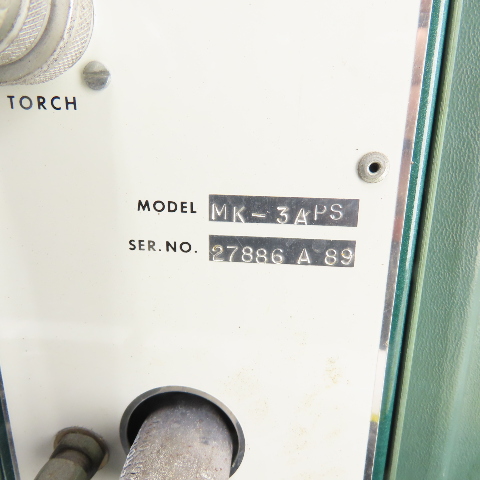 TORCH
MODEL MK-3APS
SER.NO. 27886 A 89